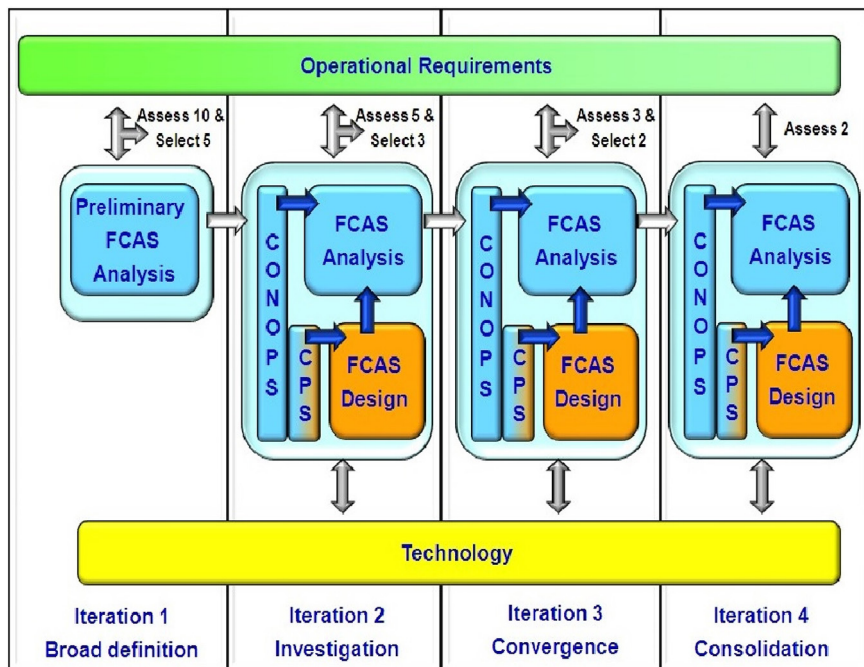 Operational Requirements
Assess 10 &
Select 5
Assess 5 &
Select 3
Assess 3 &
Select 2
Assess 2
Preliminary
FCAS
Analysis
CONOPS
FCAS
Analysis
CPS
FCAS
Design
CONOPS
FCAS
Analysis
CPS
FCAS
Design
CONOPS
FCAS
Analysis
CPS
FCAS
Design
Technology
Iteration 1
Broad definition
Iteration 2
Investigation
Iteration 3
Convergence
Iteration 4
Consolidation